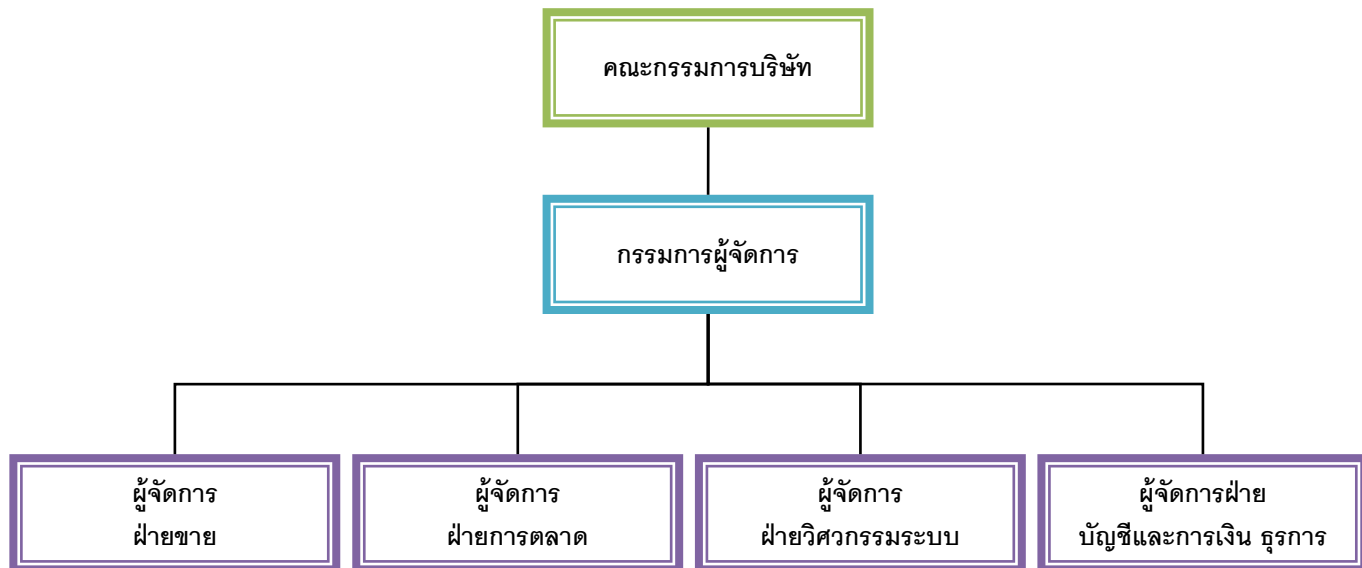 คณะกรรมการบริษัท
กรรมการผู้จัดการ
ผู้จัดการ
ฝ่ายขาย
ผู้จัดการ
ฝ่ายการตลาด
ผู้จัดการ
ฝ่ายวิศวกรรมระบบ
ผู้จัดการฝ่าย
บัญชีและการเงิน ธุรการ